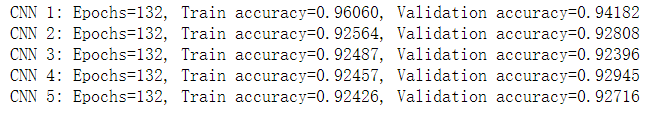 CNN 1: Epochs=132, Train accuracy=0.96060, Validation accuracy=0.94182
CNN 2: Epochs=132, Train accuracy=0.92564, Validation accuracy=0.92808
CNN 3: Epochs=132, Train accuracy=0.92487, Validation accuracy=0.92396
CNN 4: Epochs=132, Train accuracy=0.92457, Validation accuracy=0.92945
CNN 5: Epochs=132, Train accuracy=0.92426, Validation accuracy=0.92716